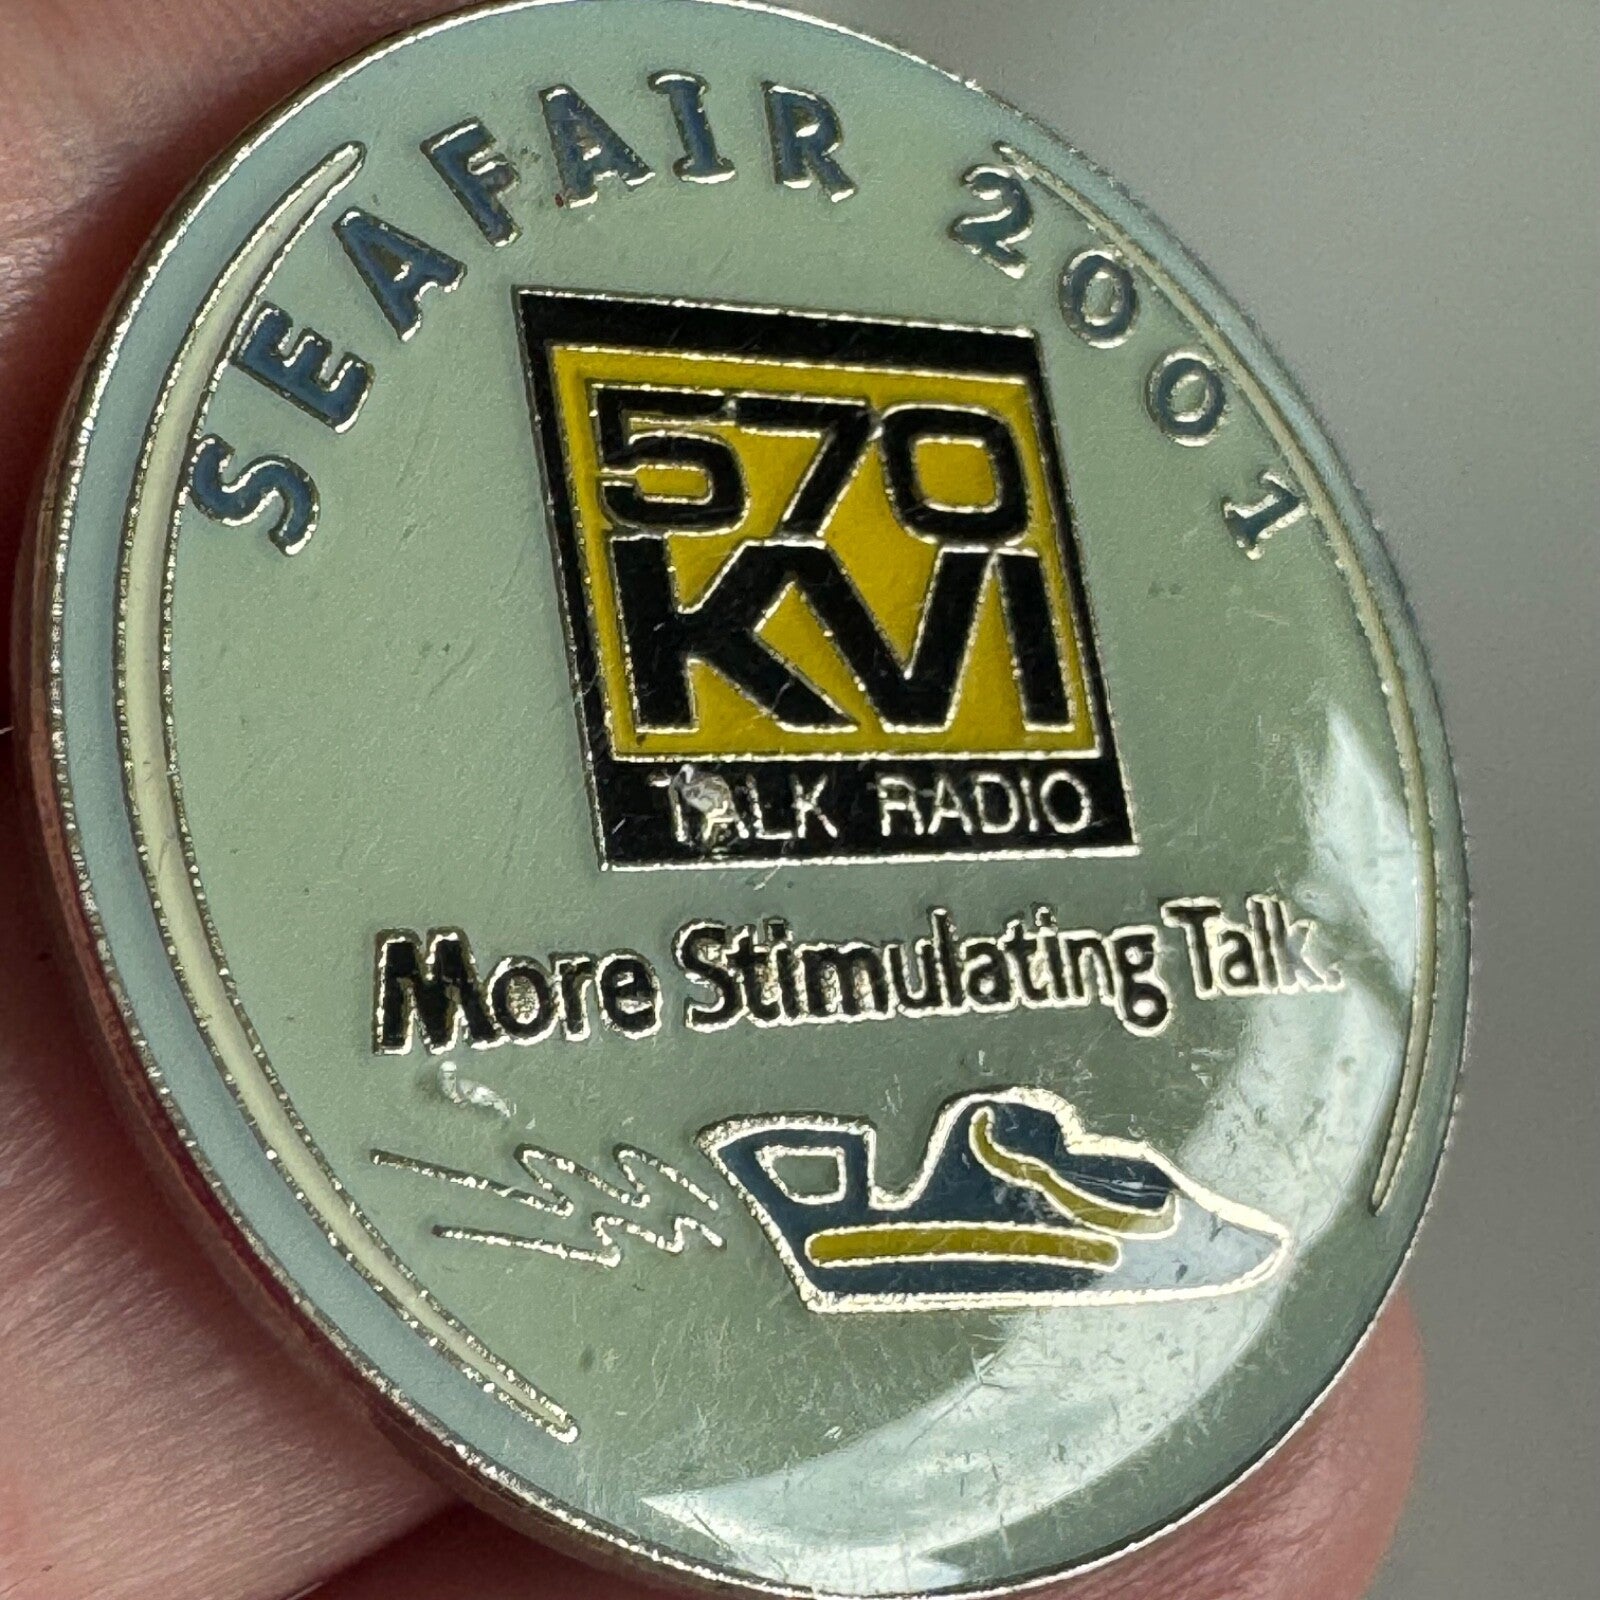 SEAFAIR 2001
570
KVI
TALK RADIO
More Stimulating Talk.